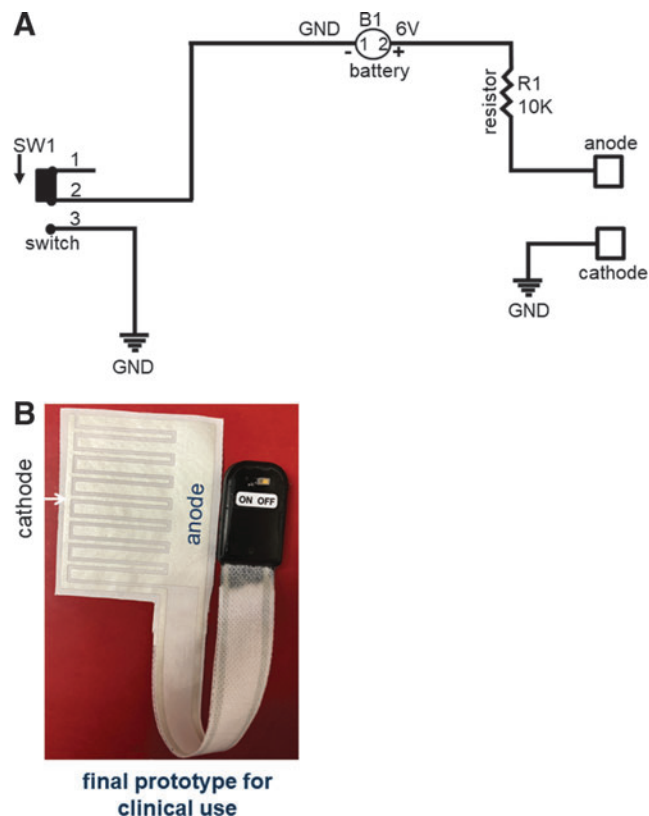 A
GND
B1
6V
1 2
-
+
battery
resistor
R1
10K
anode
SW1
1
2
3
switch
cathode
GND
GND
B
cathode
anode
ON OFF
final prototype for
clinical use